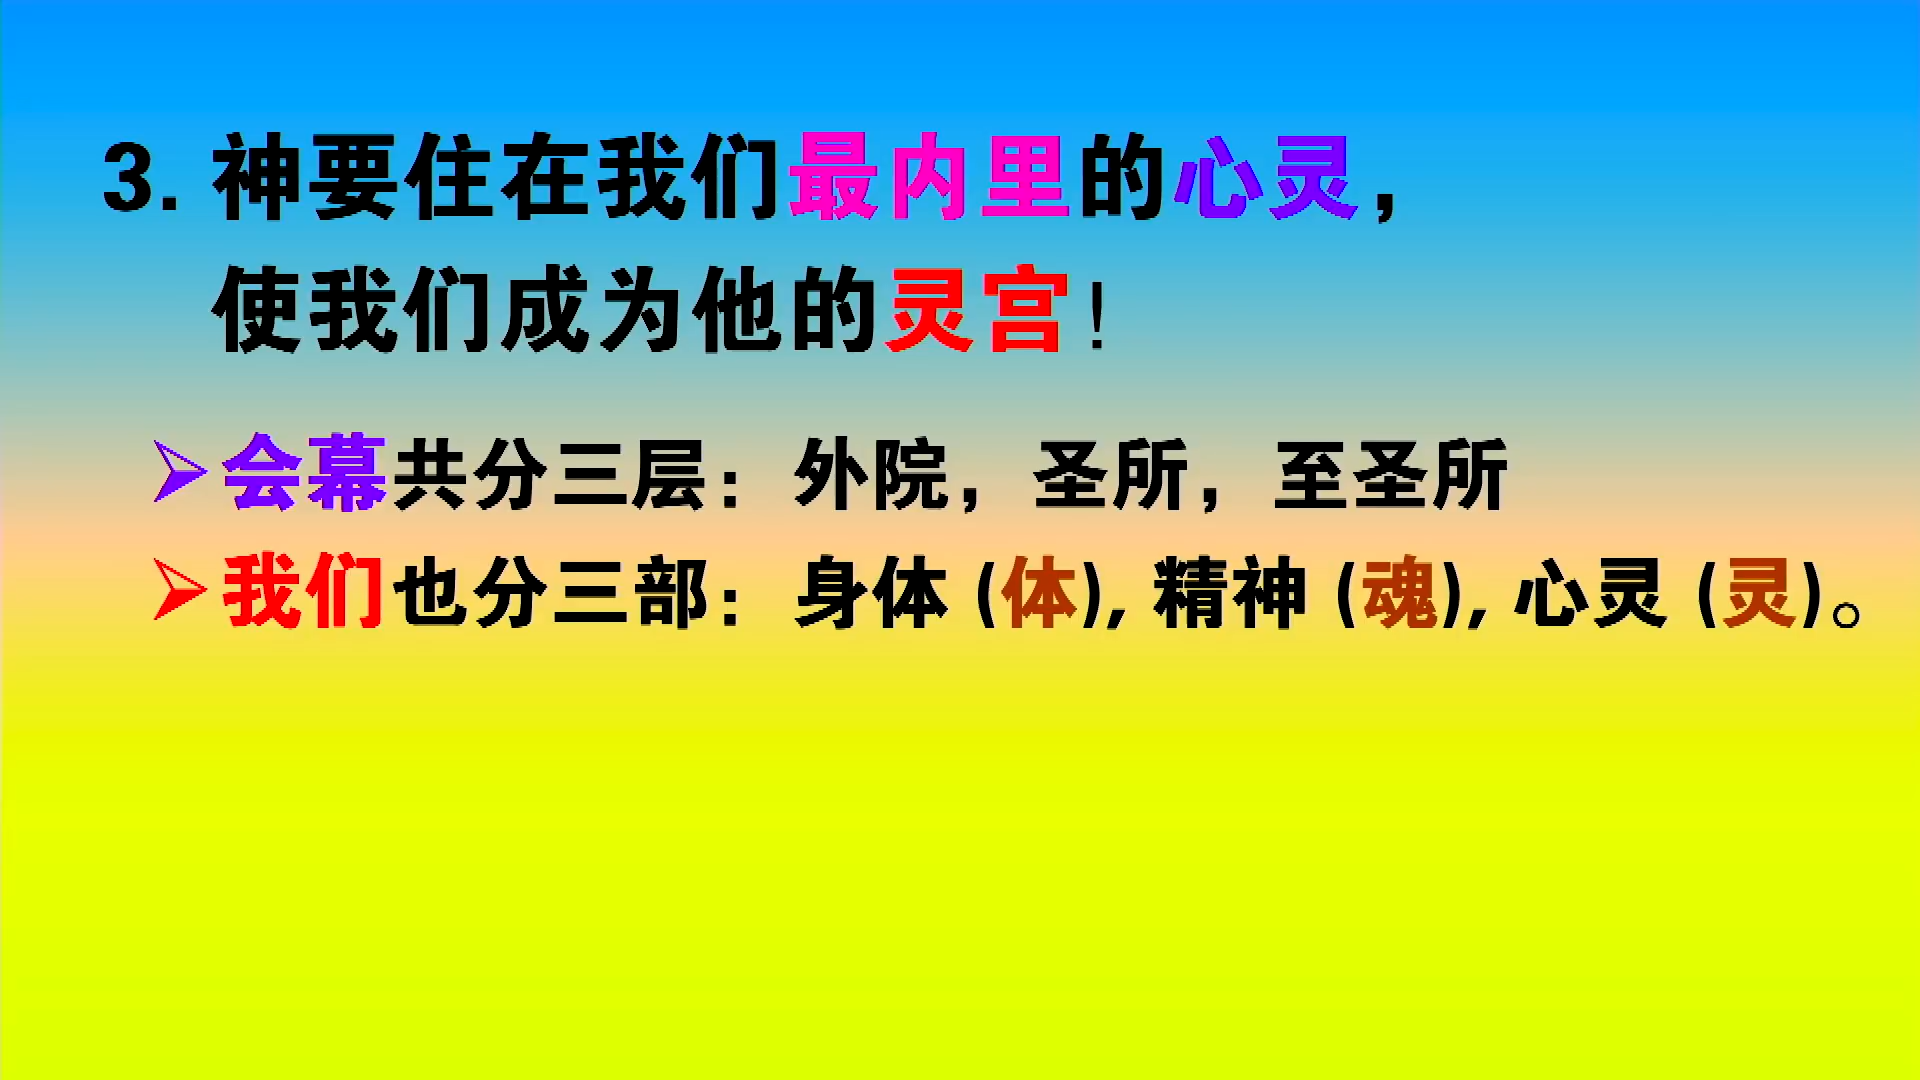 3. 神要住在我们最内里的心灵，
使我们成为他的灵宫！
➢会幕共分三层：外院，圣所，至圣所
➢我们也分三部：身体 (体), 精神 (魂), 心灵 (灵)。